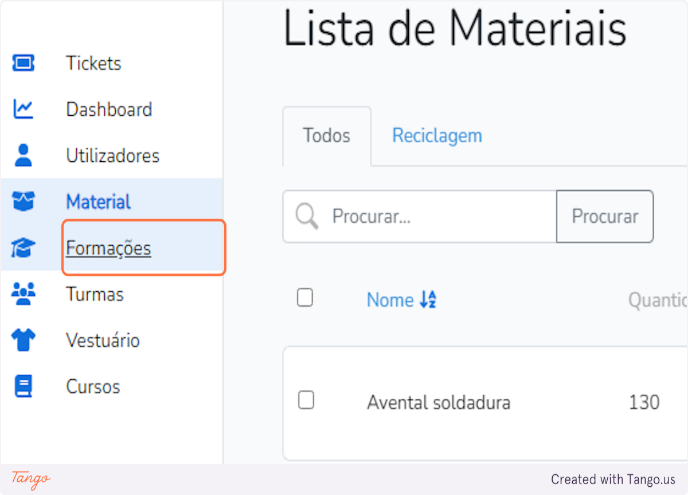 Lista de Materiais
Tickets
Dashboard
Utilizadores
Material
Formações
Turmas
Vestuário
Cursos
Todos
Reciclagem
Procurar...
Procurar
Nome
Quantic
Avental soldadura
130
Tango
Created with Tango.us